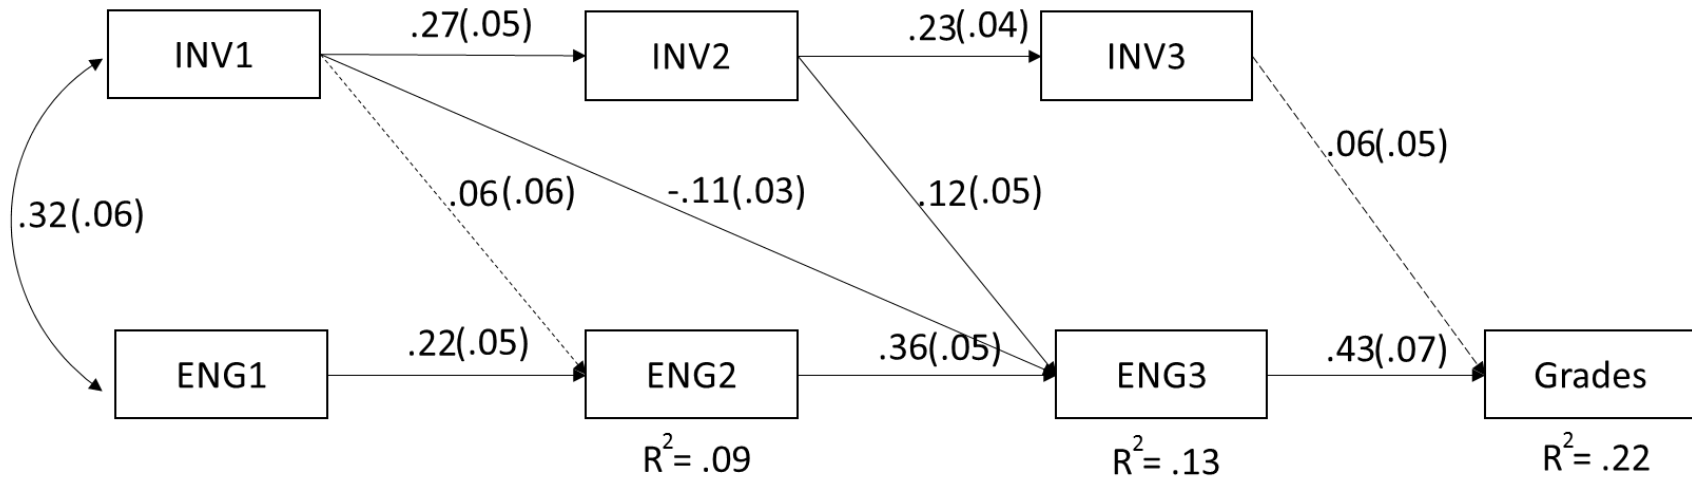 .27(.05)
.23(.04)
INV1
INV2
INV3
.06(.05)
.06(.06)
-.11(.03)
.12(.05)
.32(.06)
.22(.05)
.36(.05)
.43(.07)
ENG1
ENG2
ENG3
Grades
R²= .09
R²= .13
R²= .22